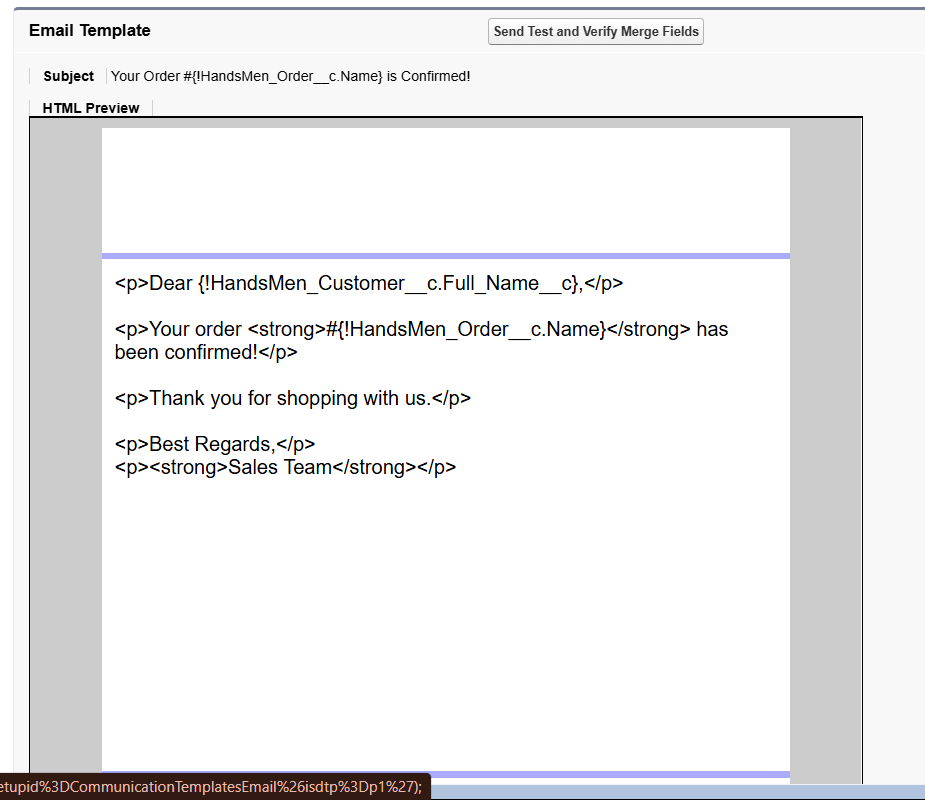 Email Template
Send Test and Verify Merge Fields
Subject
Your Order #{!HandsMen_Order__c.Name} is Confirmed!
HTML Preview
<p>Dear {!HandsMen_Customer__c.Full_Name__c},</p>
<p>Your order <strong>#{!HandsMen_Order__c.Name}</strong> has
been confirmed!</p>
<p>Thank you for shopping with us.</p>
<p>Best Regards,</p>
<p><strong>Sales Team</strong></p>
etupid%3DCommunicationTemplatesEmail%26isdtp%3Dp1%27);